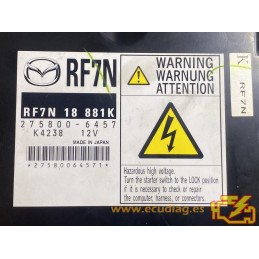 RF7N
RF7N 18 881K
275800-6457
K4238 12V
MADE IN JAPAN
*2758006457I*
WARNING
WARNUNG
ATTENTION
Hazardous high voltage.
Turn the starter switch to the LOCK position
if it is necessary to check or repair
the computer, harness, or connectors.
K
RF7N
www.ecudiag.es